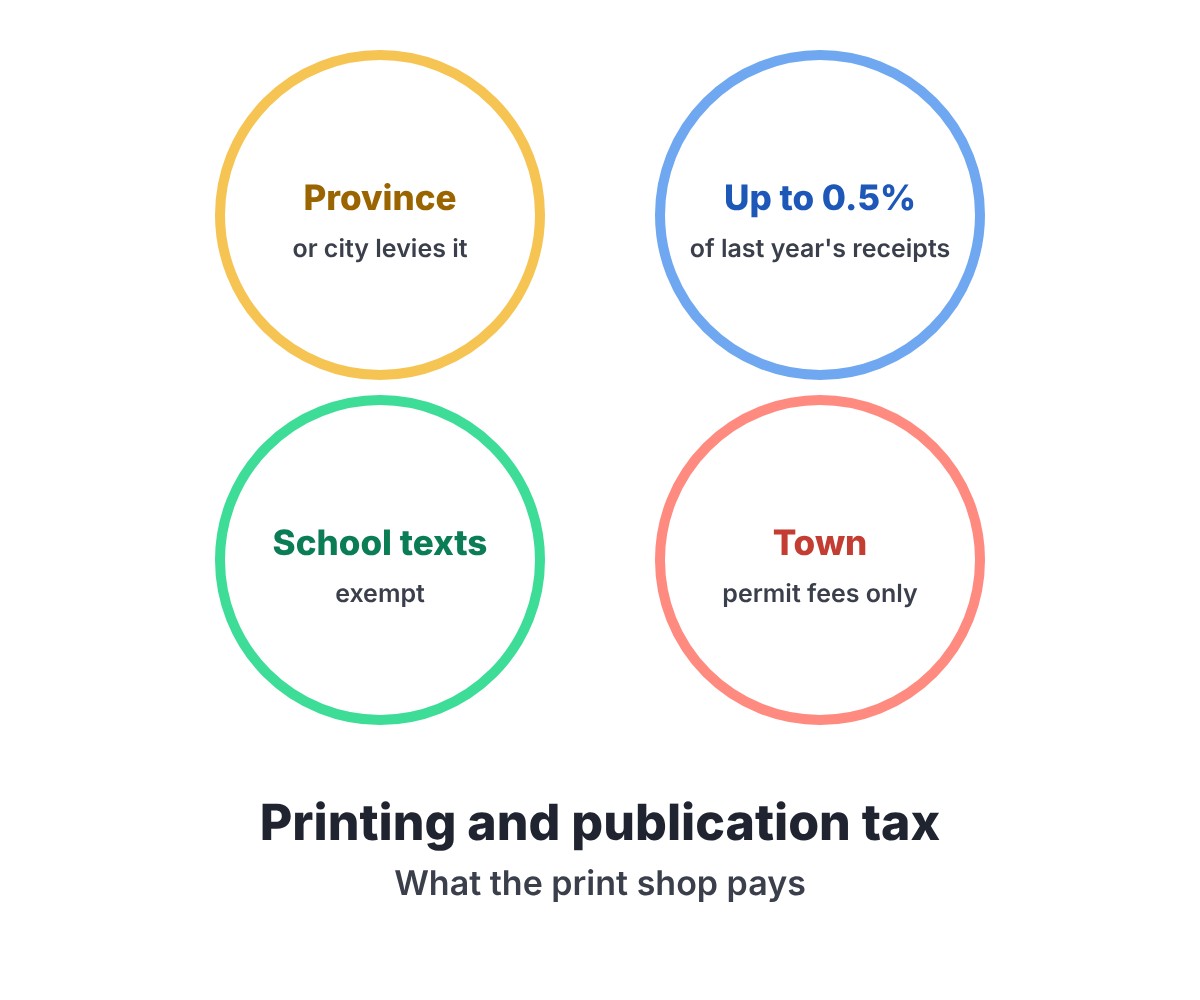 Province
or city levies it
Up to 0.5%
of last year's receipts
School texts
exempt
Town
permit fees only
Printing and publication tax
What the print shop pays